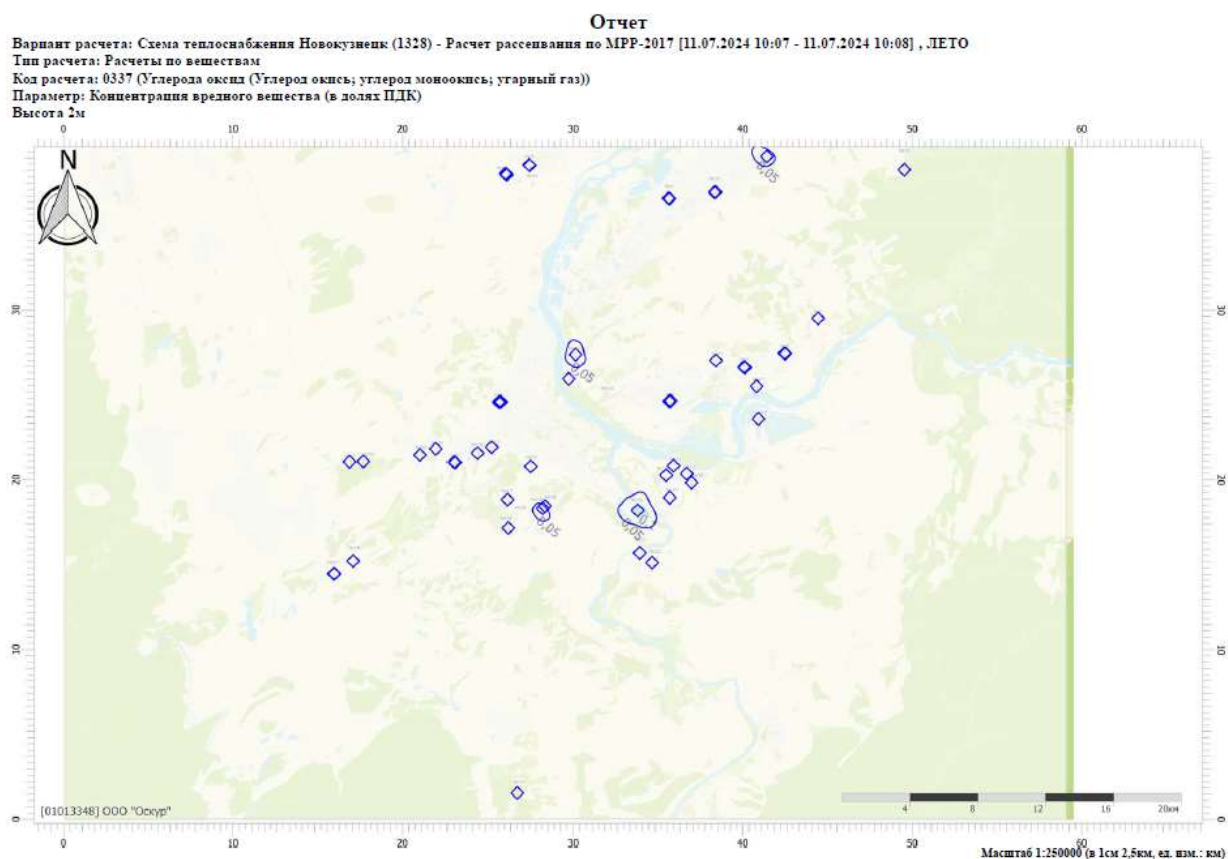 Отчет
Вариант расчета: Схема теплоснабжения Новокузнецк (1328) - Расчет рассеивания по МРР-2017 [11.07.2024 10:07 - 11.07.2024 10:08] , ЛЕТО
Тип расчета: Расчеты по веществам
Код расчета: 0337 (Углерода оксид (Углерод окись; углерод моноокись; угарный газ))
Параметр: Концентрация вредного вещества (в долях ПДК)
Высота 2м
0 10 20 30 40 50 60
N
0,05
30 30
0,05
20 20
0,05
0,05
10 10
[01013348] ООО "Оскур"
4 8 12 16 20км
0 0
0 10 20 30 40 50 60
Масштаб 1:250000 (в 1см 2,5км, ед. изм.: км)